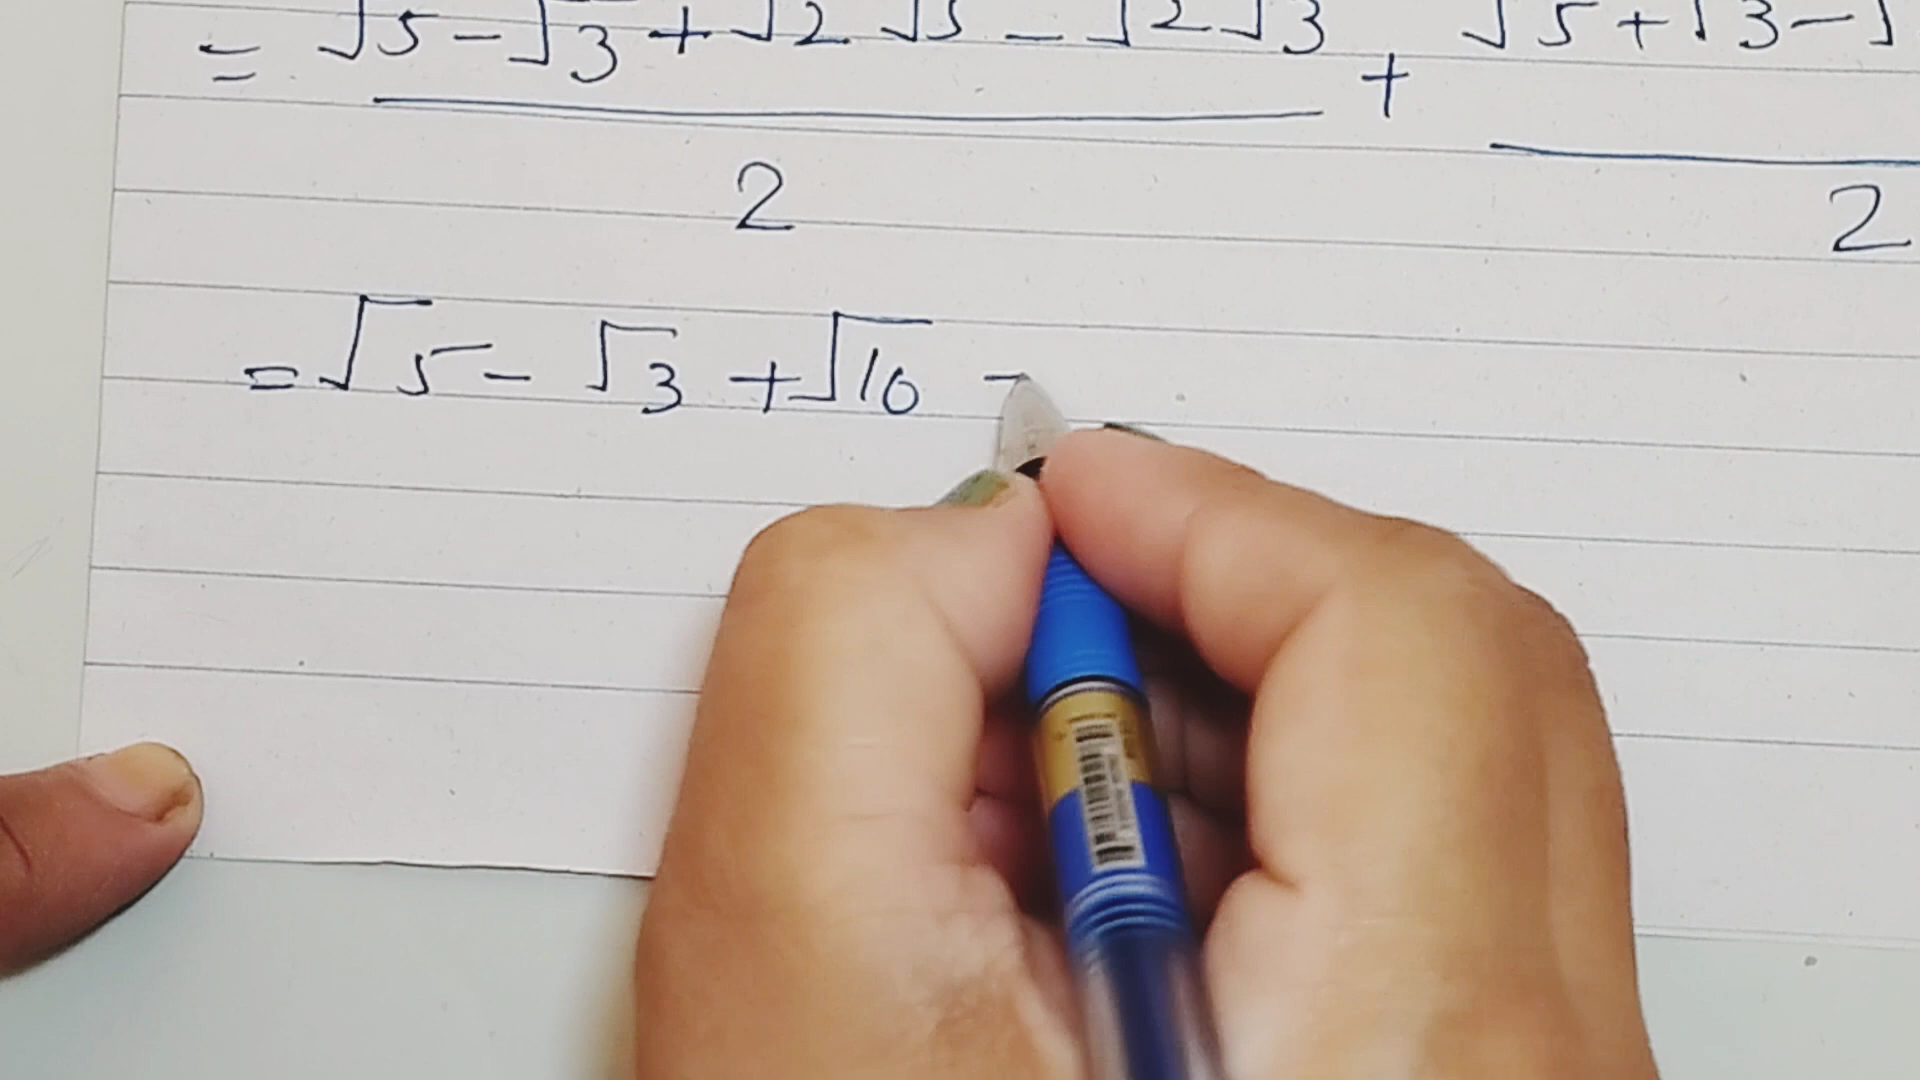 = √5 - √3 + √2 √5 - √2 √3 + √5 + √3 - √
2 2
= √5 - √3 + √10 -